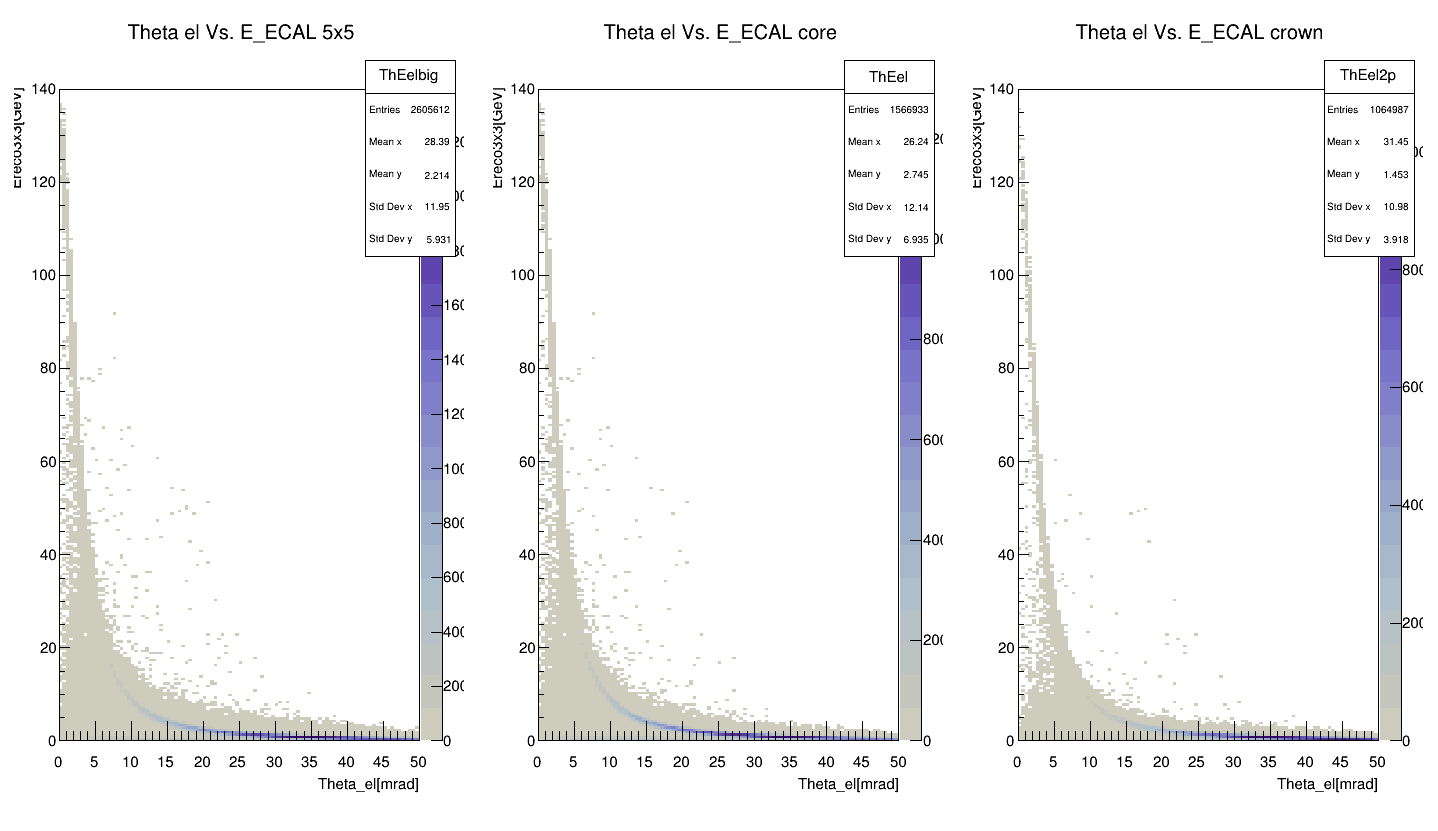 Theta el Vs. E_ECAL 5x5
Ereco3x3[GeV]
140
120
100
80
60
40
20
0
ThEelbig
Entries 2605612
Mean x 28.39
Mean y 2.214
Std Dev x 11.95
Std Dev y 5.931
160
140
120
100
800
600
400
200
0
0 5 10 15 20 25 30 35 40 45 50
Theta_el[mrad]
Theta el Vs. E_ECAL core
Ereco3x3[GeV]
140
120
100
80
60
40
20
0
ThEel
Entries 1566933
Mean x 26.24
Mean y 2.745
Std Dev x 12.14
Std Dev y 6.935
800
600
400
200
0
0 5 10 15 20 25 30 35 40 45 50
Theta_el[mrad]
Theta el Vs. E_ECAL crown
Ereco3x3[GeV]
140
120
100
80
60
40
20
0
ThEel2p
Entries 1064987
Mean x 31.45
Mean y 1.453
Std Dev x 10.98
Std Dev y 3.918
800
600
400
200
0
0 5 10 15 20 25 30 35 40 45 50
Theta_el[mrad]